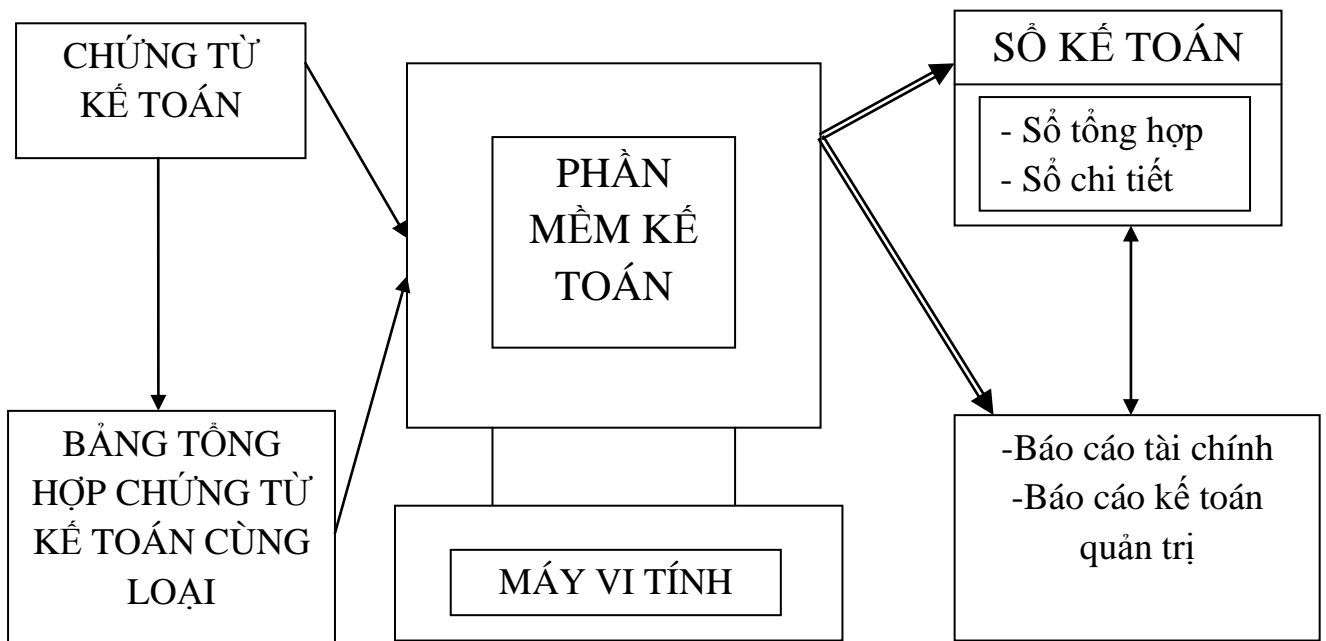 CHỨNG TỪ
KẾ TOÁN
BẢNG TỔNG
HỢP CHỨNG TỪ
KẾ TOÁN CÙNG
LOẠI
PHẦN
MỀM KẾ
TOÁN
MÁY VI TÍNH
SỔ KẾ TOÁN
- Sổ tổng hợp
- Sổ chi tiết
-Báo cáo tài chính
-Báo cáo kế toán
quản trị